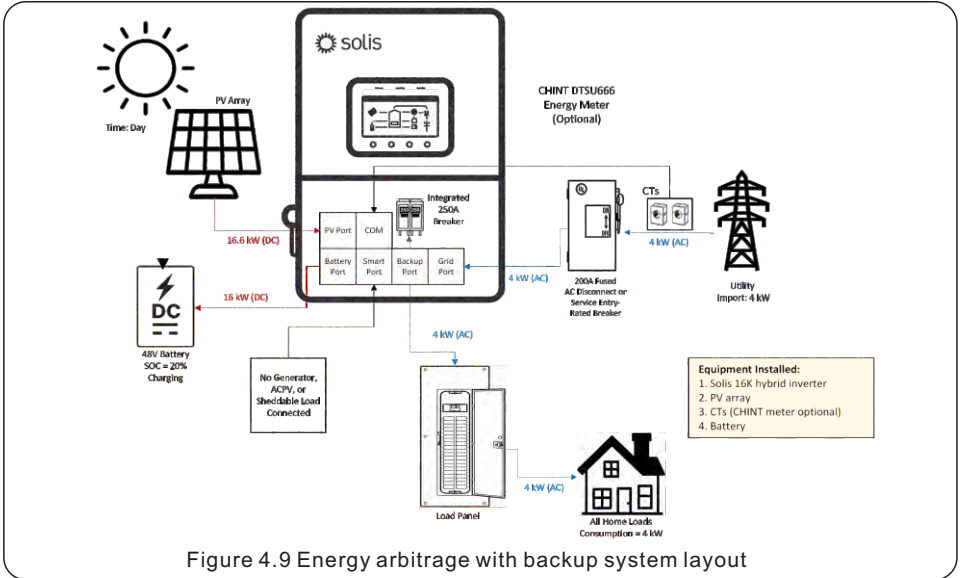 solis
CHINT DTSU666
Energy Meter
(Optional)
PV Array
Time: Day
Integrated
250A
Breaker
CTs
16.6 kW (DC)
PV Port
COM
Battery
Port
Smart
Port
Backup
Port
Grid
Port
4 kW (AC)
ON
4 kW (AC)
200A Fused
AC Disconnect or
Service Entry-
Rated Breaker
Utility
Import: 4 kW
16 kW (DC)
DC
48V Battery
SOC = 20%
Charging
4 kW (AC)
No Generator,
ACPV, or
Sheddable Load
Connected
Equipment Installed:
1. Solis 16K hybrid inverter
2. PV array
3. CTs (CHINT meter optional)
4. Battery
4 kW (AC)
Load Panel
All Home Loads
Consumption = 4 kW
Figure 4.9 Energy arbitrage with backup system layout